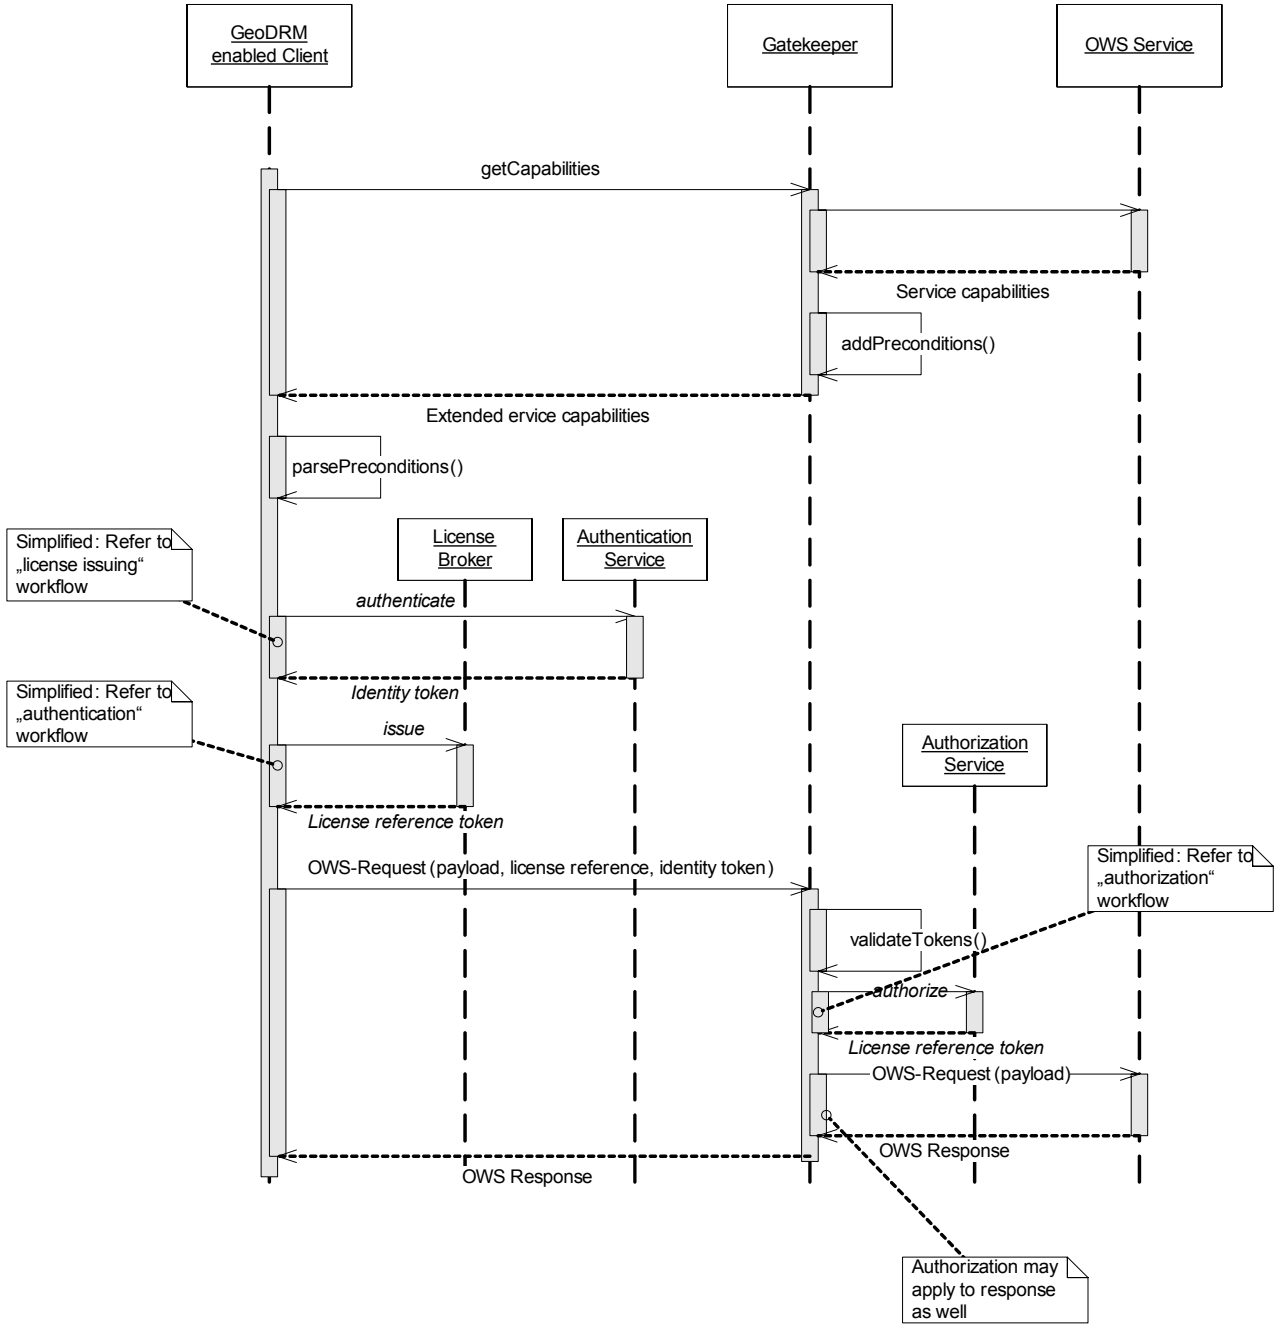 GeoDRM
enabled Client
Gatekeeper
OWS Service
getCapabilities
Service capabilities
addPreconditions()
Extended ervice capabilities
parsePreconditions()
Simplified: Refer to
„license issuing“
workflow
License
Broker
Authentication
Service
authenticate
Identity token
Simplified: Refer to
„authentication“
workflow
issue
Authorization
Service
License reference token
OWS-Request (payload, license reference, identity token)
Simplified: Refer to
„authorization“
workflow
validateTokens()
authorize
License reference token
OWS-Request (payload)
OWS Response
OWS Response
Authorization may
apply to response
as well